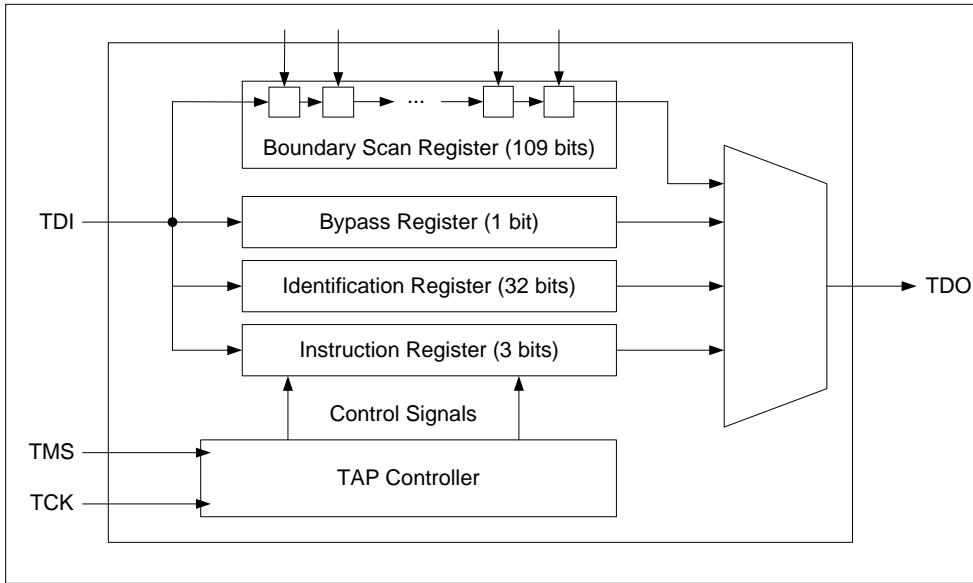 ...
Boundary Scan Register (109 bits)
TDI
Bypass Register (1 bit)
Identification Register (32 bits)
TDO
Instruction Register (3 bits)
Control Signals
TMS
TAP Controller
TCK